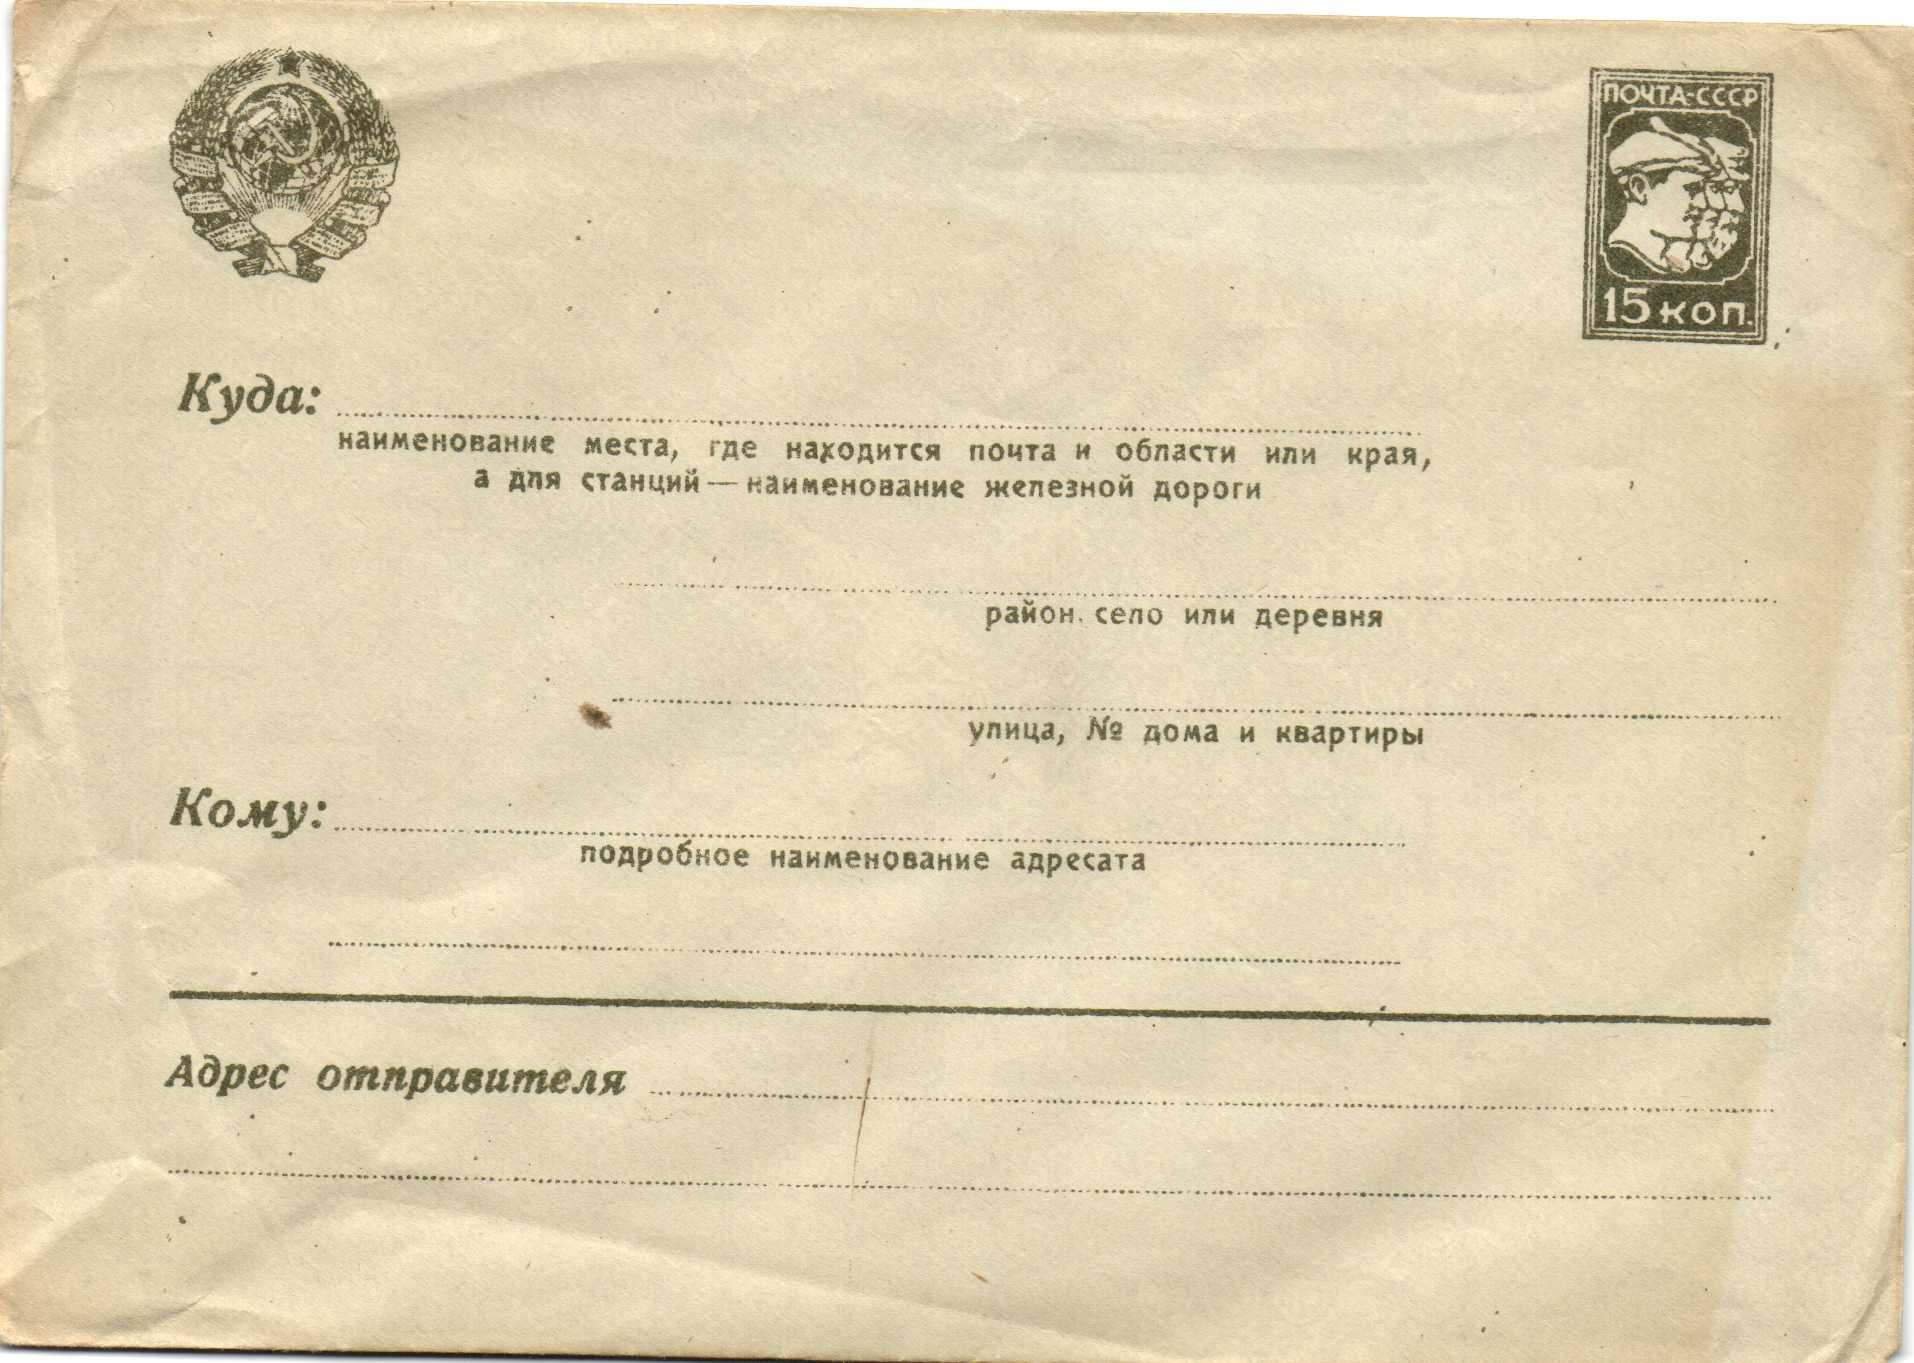 ПОЧТА-СССР
15 коп.
Куда:
наименование места, где находится почта и области или края,
а для станций — наименование железной дороги
район. село или деревня
улица, № дома и квартиры
Кому:
подробное наименование адресата
Адрес отправителя